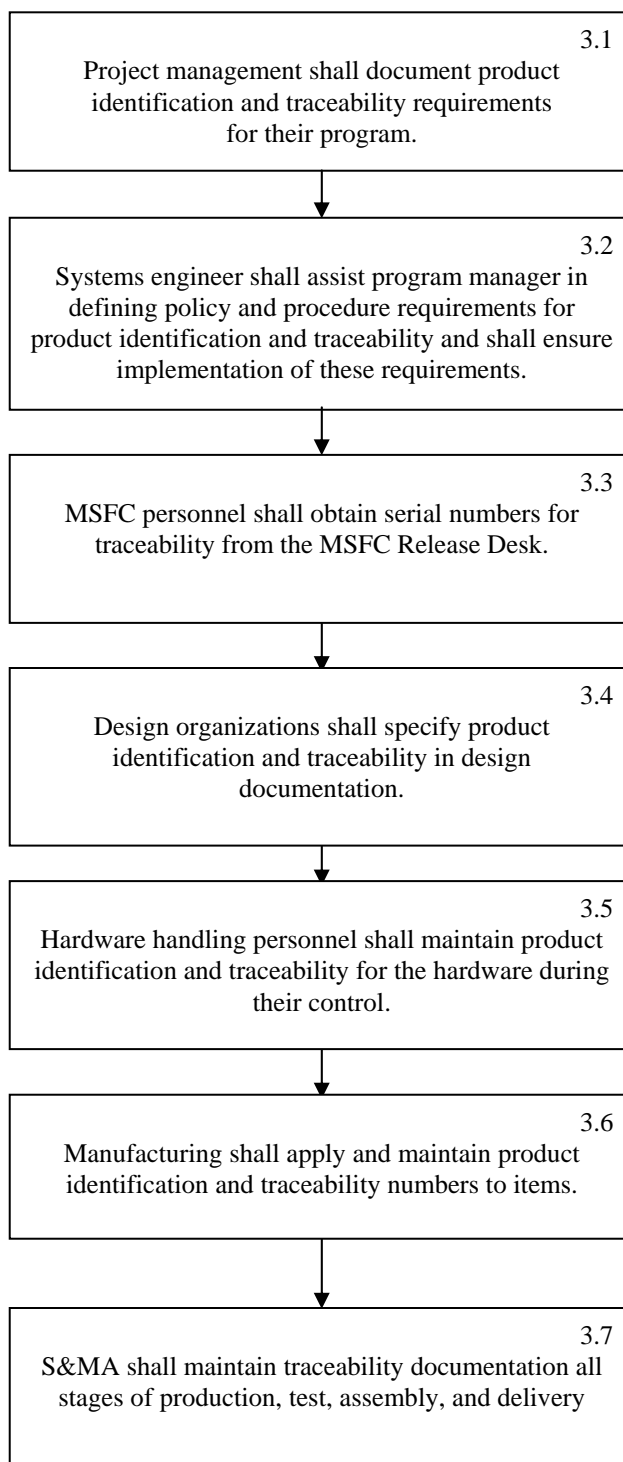 3.1
Project management shall document product
identification and traceability requirements
for their program.
3.2
Systems engineer shall assist program manager in
defining policy and procedure requirements for
product identification and traceability and shall ensure
implementation of these requirements.
3.3
MSFC personnel shall obtain serial numbers for
traceability from the MSFC Release Desk.
3.4
Design organizations shall specify product
identification and traceability in design
documentation.
3.5
Hardware handling personnel shall maintain product
identification and traceability for the hardware during
their control.
3.6
Manufacturing shall apply and maintain product
identification and traceability numbers to items.
3.7
S&MA shall maintain traceability documentation all
stages of production, test, assembly, and delivery